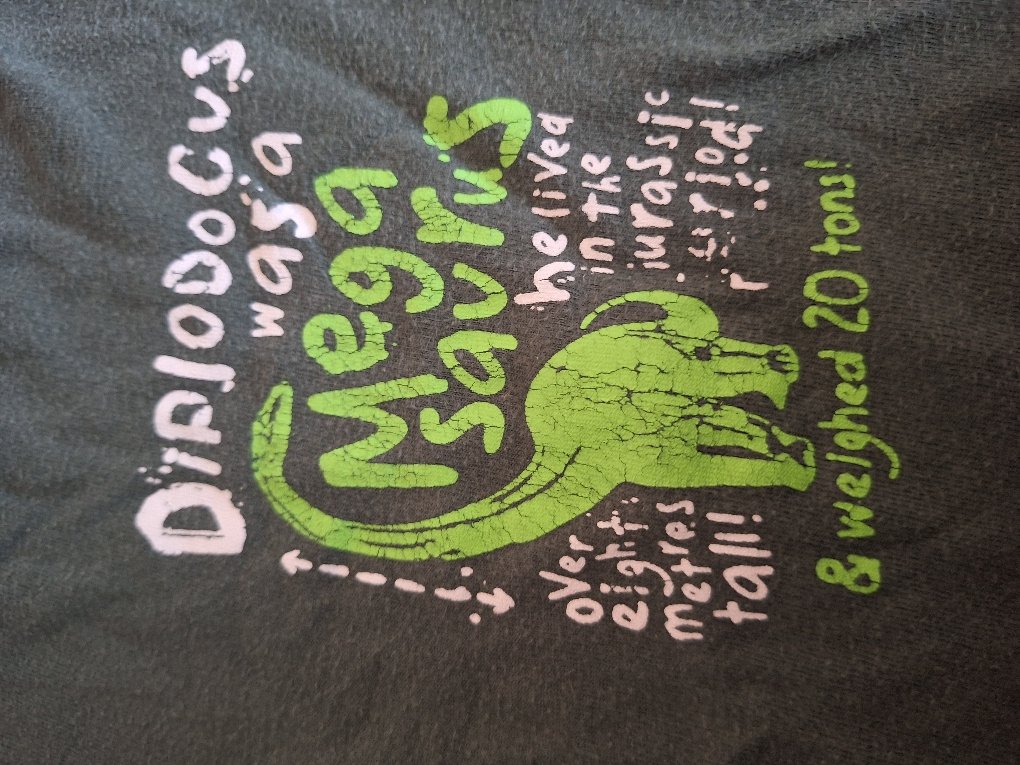 DiplODOCUS
was a
Mega
saurus
he lived
in the
jurassic
period!
over
eight
metres
tall!
& weighed 20 tons!